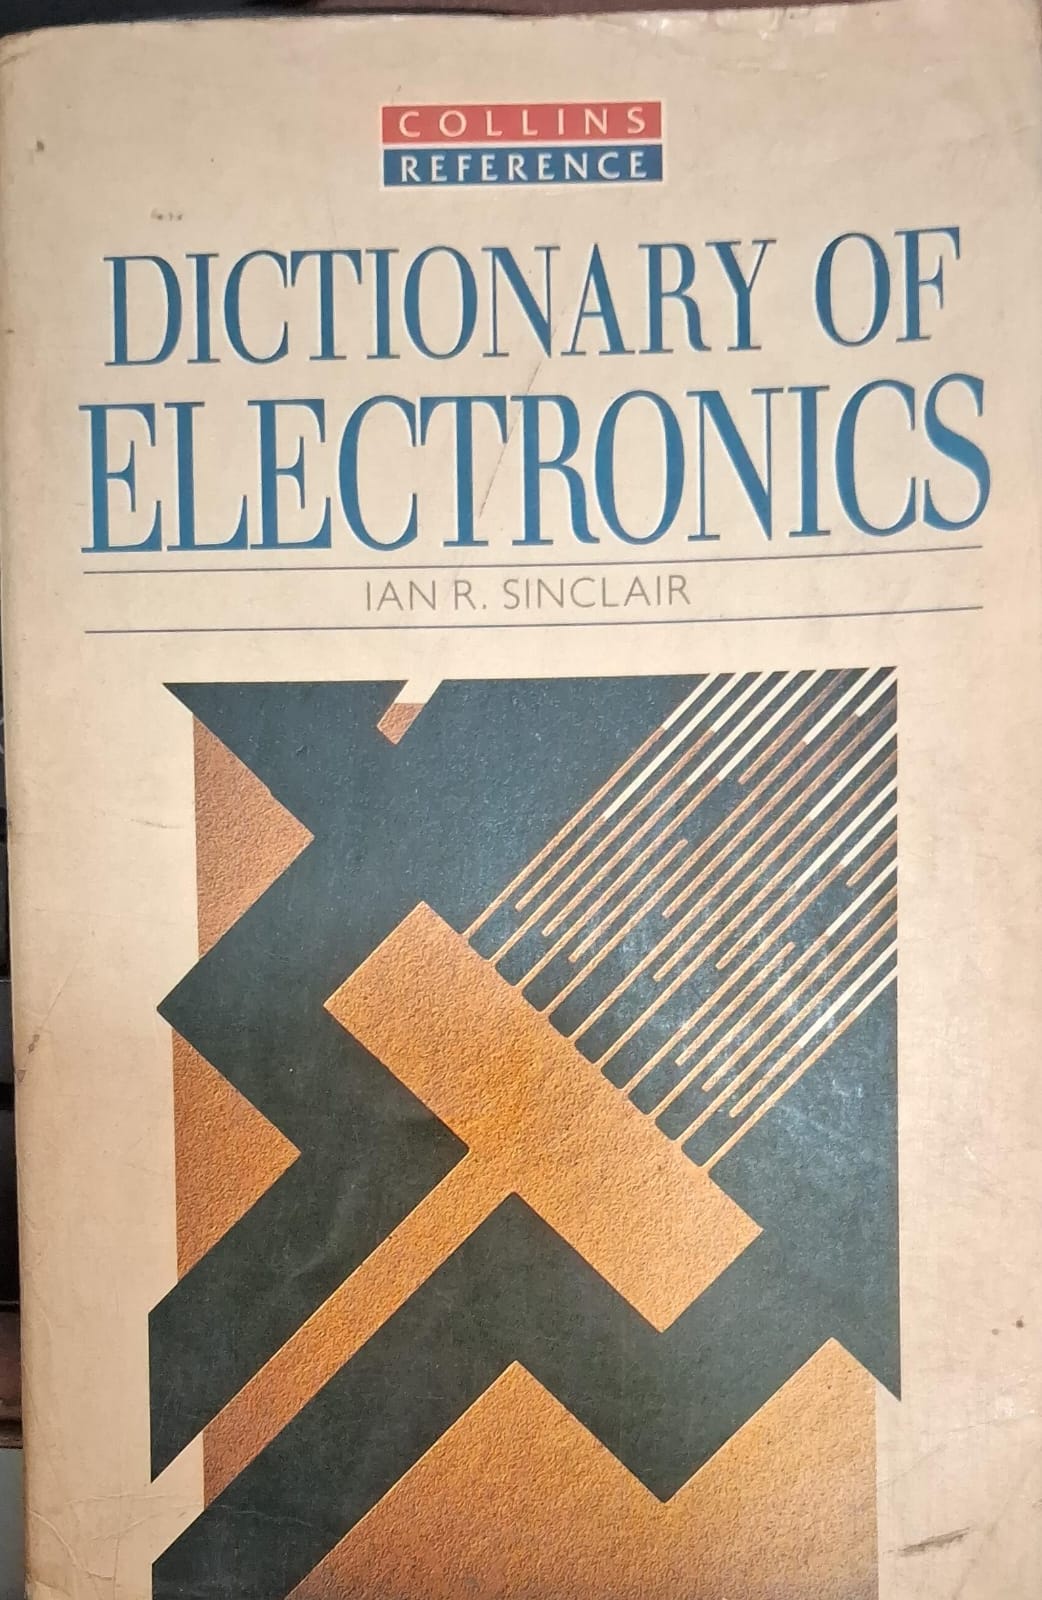 COLLINS
REFERENCE
DICTIONARY OF
ELECTRONICS
IAN R. SINCLAIR